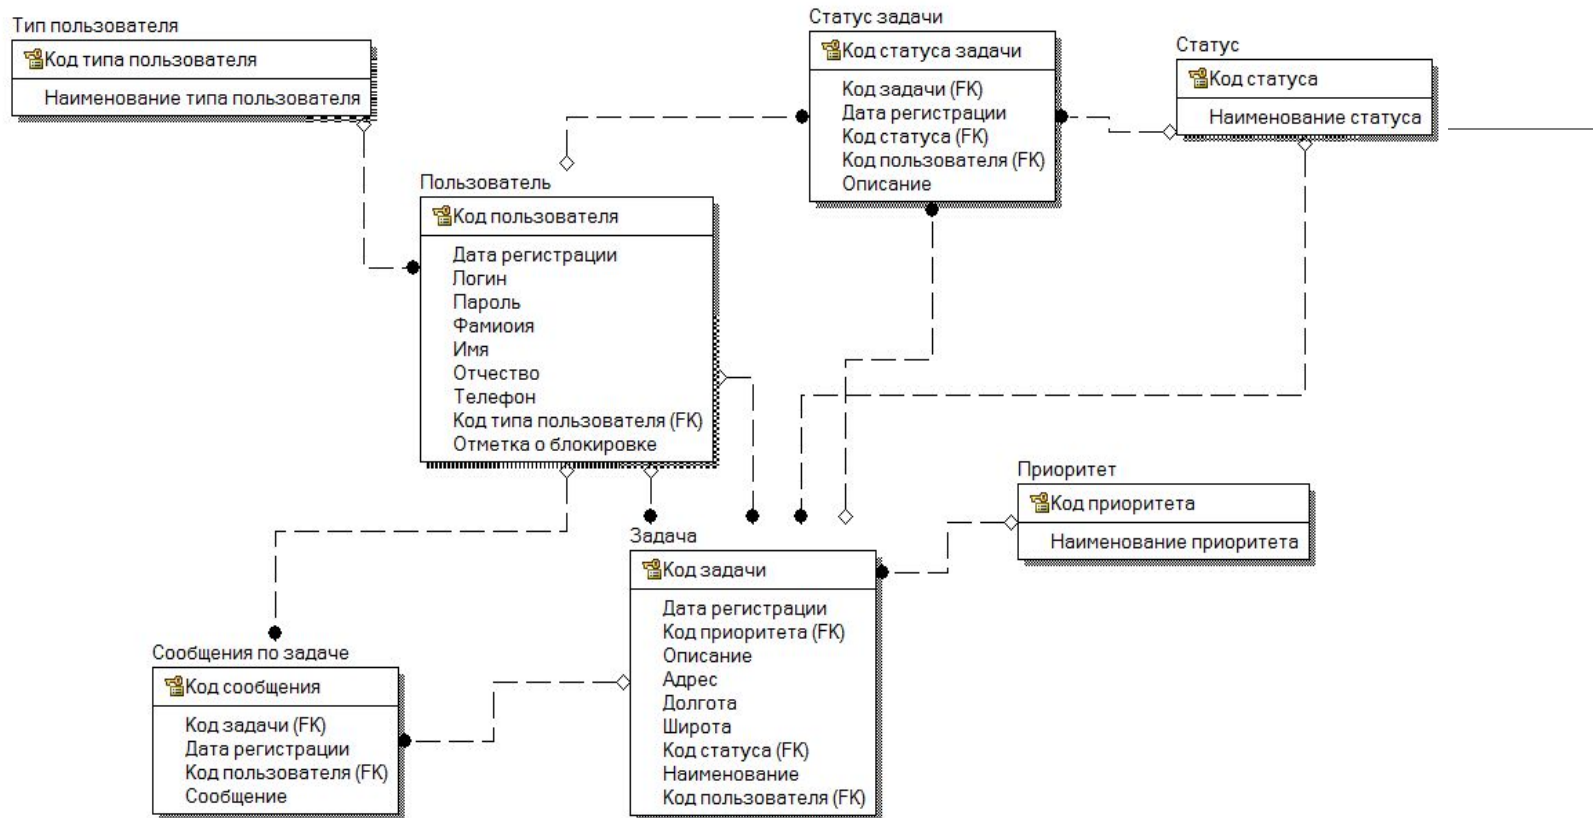 Тип пользователя
Код типа пользователя
Наименование типа пользователя
Статус задачи
Код статуса задачи
Код задачи (FK)
Дата регистрации
Код статуса (FK)
Код пользователя (FK)
Описание
Статус
Код статуса
Наименование статуса
Пользователь
Код пользователя
Дата регистрации
Логин
Пароль
Фамиоия
Имя
Отчество
Телефон
Код типа пользователя (FK)
Отметка о блокировке
Приоритет
Код приоритета
Наименование приоритета
Задача
Код задачи
Дата регистрации
Код приоритета (FK)
Описание
Адрес
Долгота
Широта
Код статуса (FK)
Наименование
Код пользователя (FK)
Сообщения по задаче
Код сообщения
Код задачи (FK)
Дата регистрации
Код пользователя (FK)
Сообщение